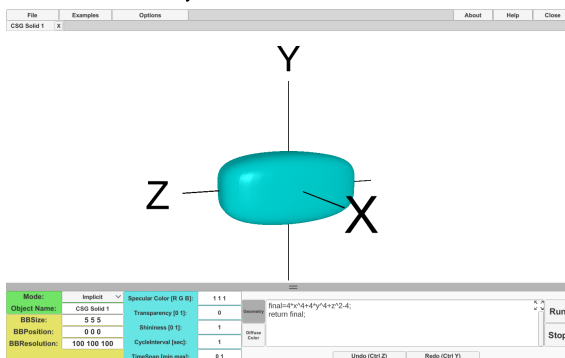 File Examples Options About Help Close
CSG Solid 1 X
Y
Z
X
Mode: Implicit Specular Color [R G B]: 1 1 1
Object Name: CSG Solid 1 Transparency [0 1]: 0 Geometry final=4*x^4+4*y^4+z^2-4; Run
return final;
BBSize: 5 5 5 Shininess [0 1]: 1
BBPosition: 0 0 0 CycleInterval [sec]: 1 Diffuse Color Stop
BBResolution: 100 100 100 TimeSpan [min max]: 0 1 Undo (Ctrl Z) Redo (Ctrl Y)